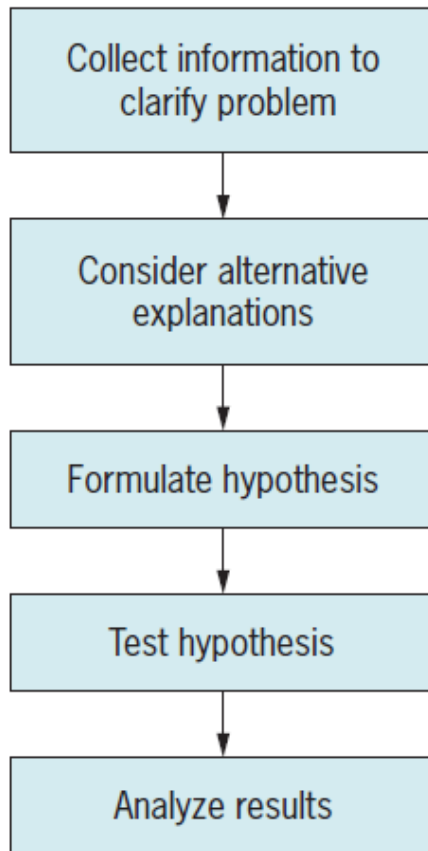 Collect information to
clarify problem
Consider alternative
explanations
Formulate hypothesis
Test hypothesis
Analyze results